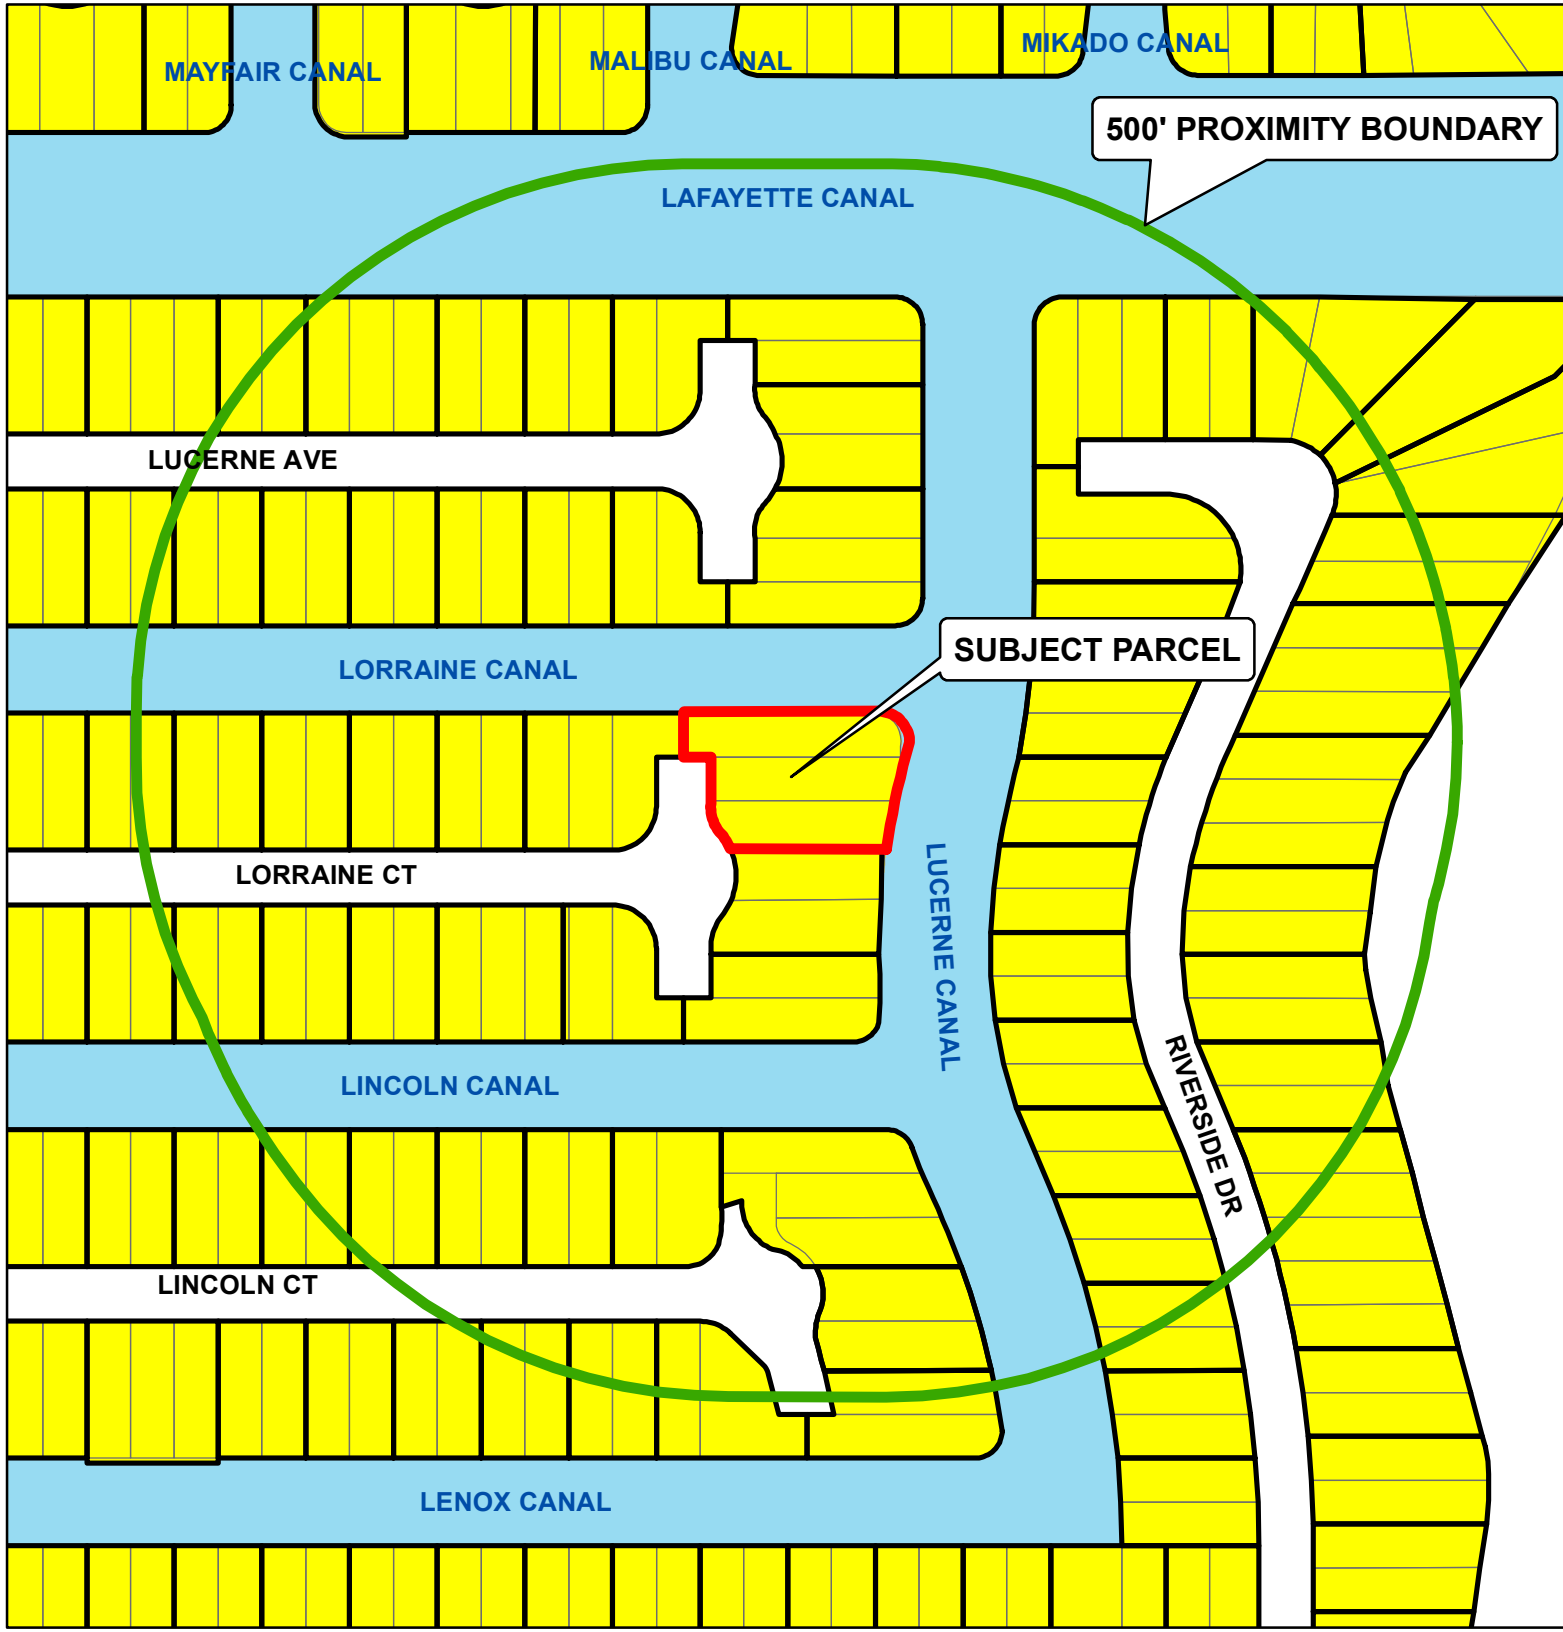 MIKADO CANAL
MALIBU CANAL
MAYFAIR CANAL
500' PROXIMITY BOUNDARY
LAFAYETTE CANAL
LUCERNE AVE
SUBJECT PARCEL
LORRAINE CANAL
LORRAINE CT
LUCERNE CANAL
LINCOLN CANAL
RIVERSIDE DR
LINCOLN CT
LENOX CANAL